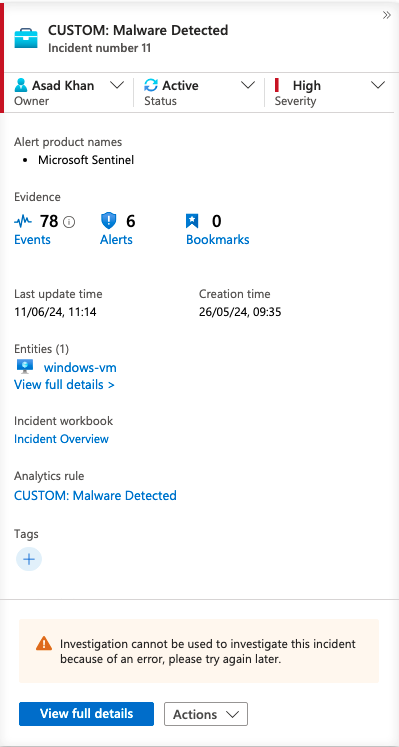 CUSTOM: Malware Detected
Incident number 11
Asad Khan
Owner
Active
Status
High
Severity
Alert product names
• Microsoft Sentinel
Evidence
78
Events
6
Alerts
0
Bookmarks
Last update time
11/06/24, 11:14
Creation time
26/05/24, 09:35
Entities (1)
windows-vm
View full details >
Incident workbook
Incident Overview
Analytics rule
CUSTOM: Malware Detected
Tags
Investigation cannot be used to investigate this incident
because of an error, please try again later.
View full details
Actions